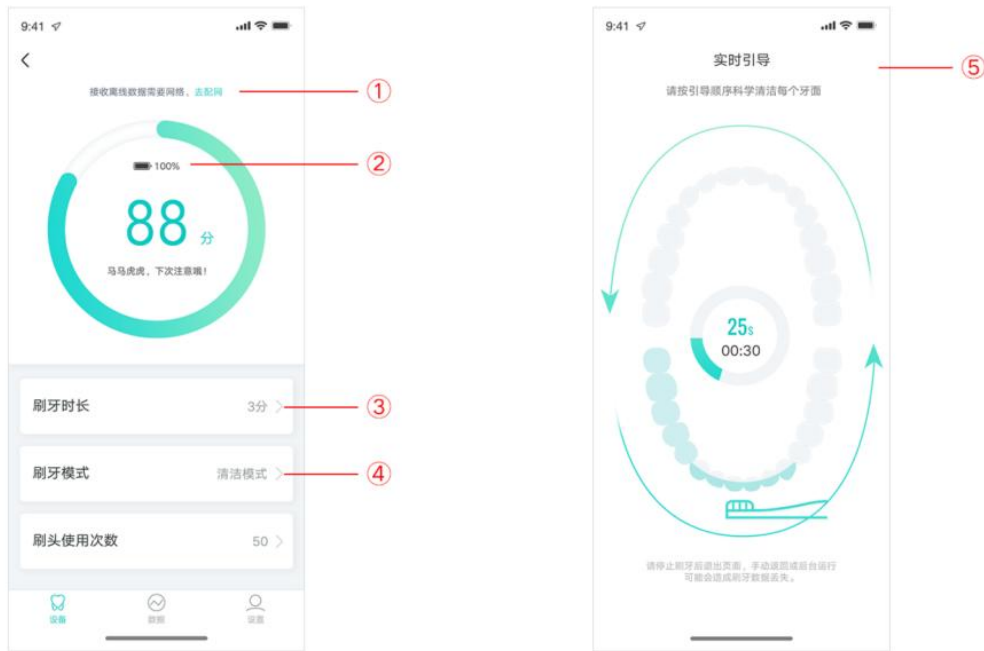 9:41
接收离线数据需要网络，去配网
①
100%
②
88 分
马马虎虎，下次注意哦！
刷牙时长 3分
③
刷牙模式 清洁模式
④
刷头使用次数 50
设备 数据 设置
9:41
实时引导
⑤
请按引导顺序科学清洁每个牙面
25s
00:30
请停止刷牙后退出页面，手动退回或后台运行
可能会造成刷牙数据丢失。